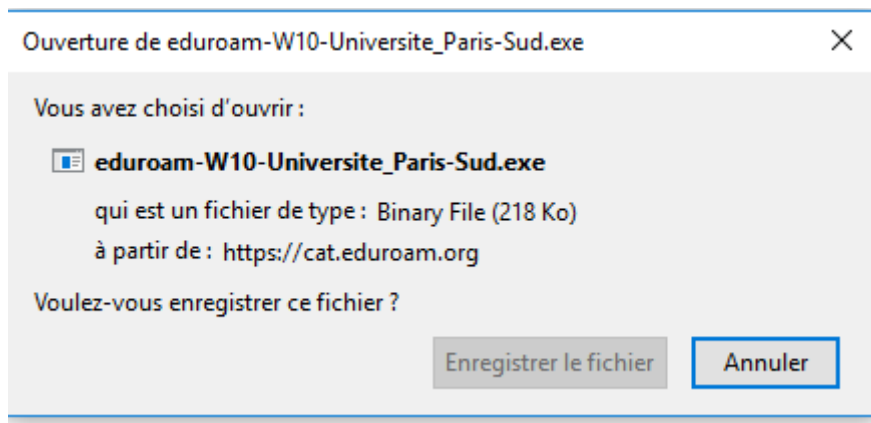 Ouverture de eduroam-W10-Universite_Paris-Sud.exe
Vous avez choisi d'ouvrir :
eduroam-W10-Universite_Paris-Sud.exe
qui est un fichier de type : Binary File (218 Ko)
à partir de : https://cat.eduroam.org
Voulez-vous enregistrer ce fichier ?
Enregistrer le fichier Annuler